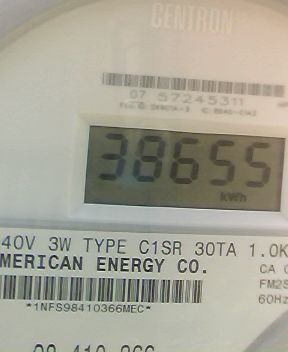 CENTRON
07 57245311
38655
kWh
40V 3W TYPE C1SR 30TA 1.0K
MERICAN ENERGY CO.
CA
FM2S
60Hz
*1NFS98410366MEC*